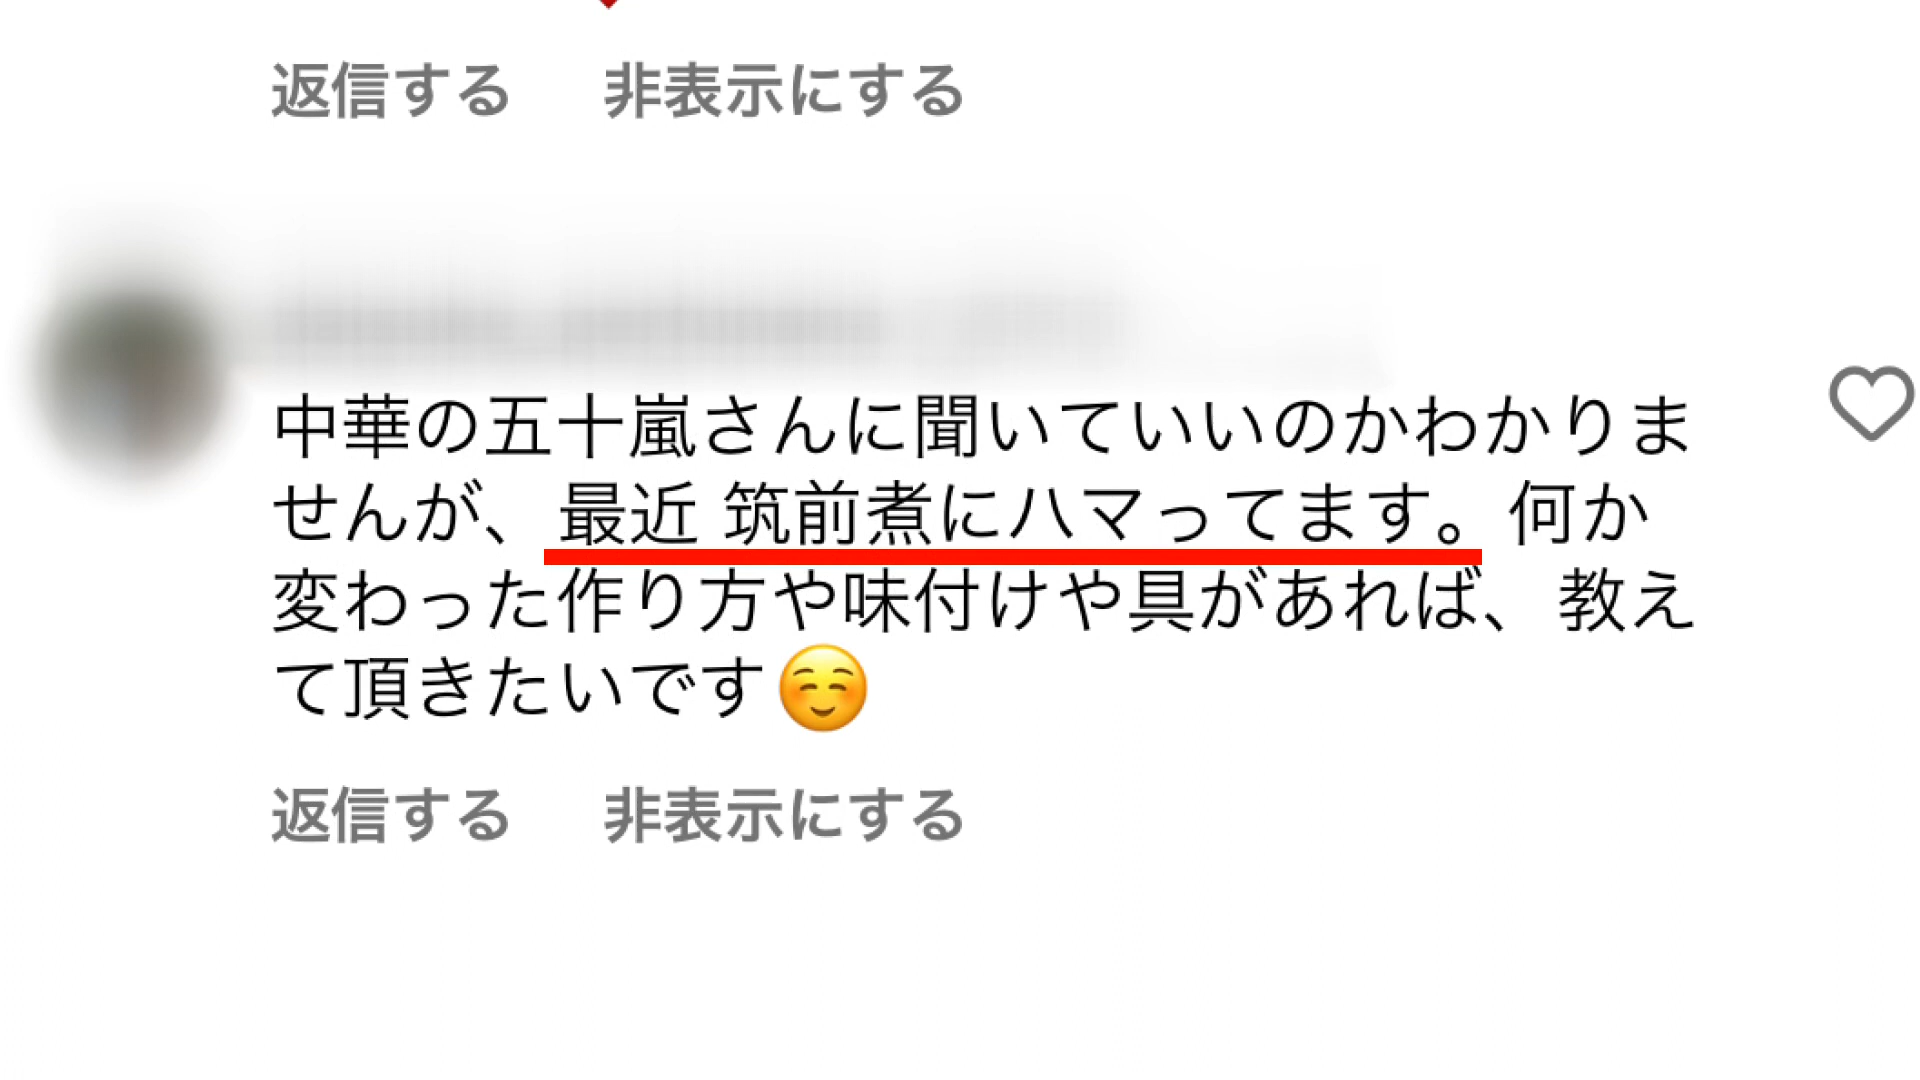 返信する 非表示にする
中華の五十嵐さんに聞いていいのかわかりま
せんが、最近 筑前煮にハマってます。何か
変わった作り方や味付けや具があれば、教え
て頂きたいです☺️
返信する 非表示にする